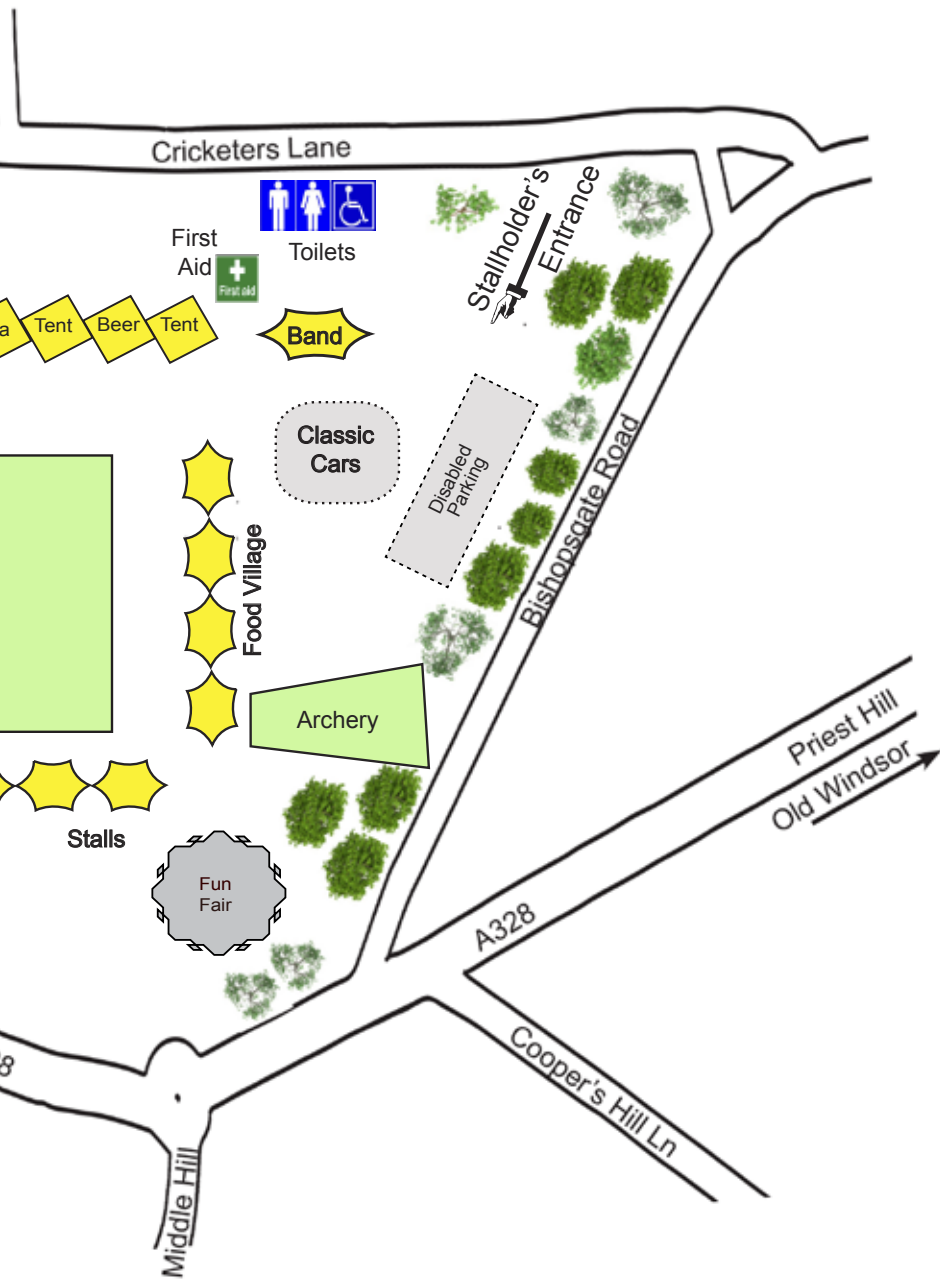 Cricketers Lane
Stallholder's
Entrance
First
Aid
First aid
Toilets
a
Tent
Beer
Tent
Band
Classic
Cars
Disabled
Parking
Bishopsgate Road
Food Village
Archery
Priest Hill
Old Windsor
Stalls
Fun
Fair
A328
Cooper's Hill Ln
8
Middle Hill